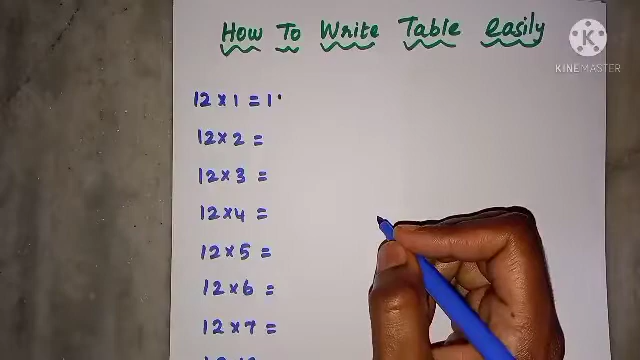 How To Write Table easily
K
KINEMASTER
12 × 1 = 1
12 × 2 =
12 × 3 =
12 × 4 =
12 × 5 =
12 × 6 =
12 × 7 =